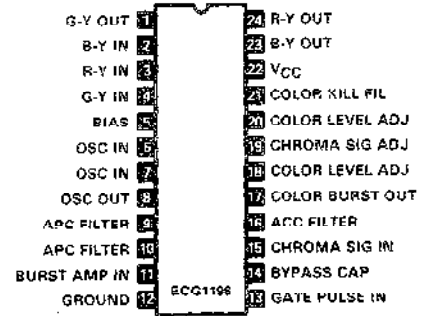 G-Y OUT 1
B-Y IN 2
R-Y IN 3
G-Y IN 4
BIAS 5
OSC IN 6
OSC IN 7
OSC OUT 8
APC FILTER 9
APC FILTER 10
BURST AMP IN 11
GROUND 12
ECG1196
24 R-Y OUT
23 B-Y OUT
22 VCC
21 COLOR KILL FIL
20 COLOR LEVEL ADJ
19 CHROMA SIG ADJ
18 COLOR LEVEL ADJ
17 COLOR BURST OUT
16 ACC FILTER
15 CHROMA SIG IN
14 BYPASS CAP
13 GATE PULSE IN